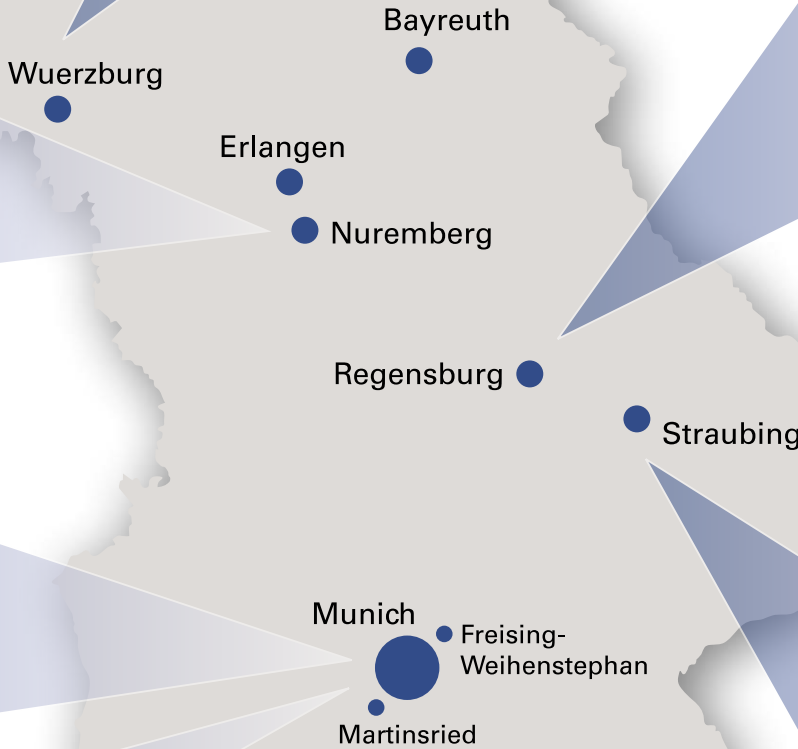 Bayreuth
Wuerzburg
Erlangen
Nuremberg
Regensburg
Straubing
Munich
Freising-
Weihenstephan
Martinsried